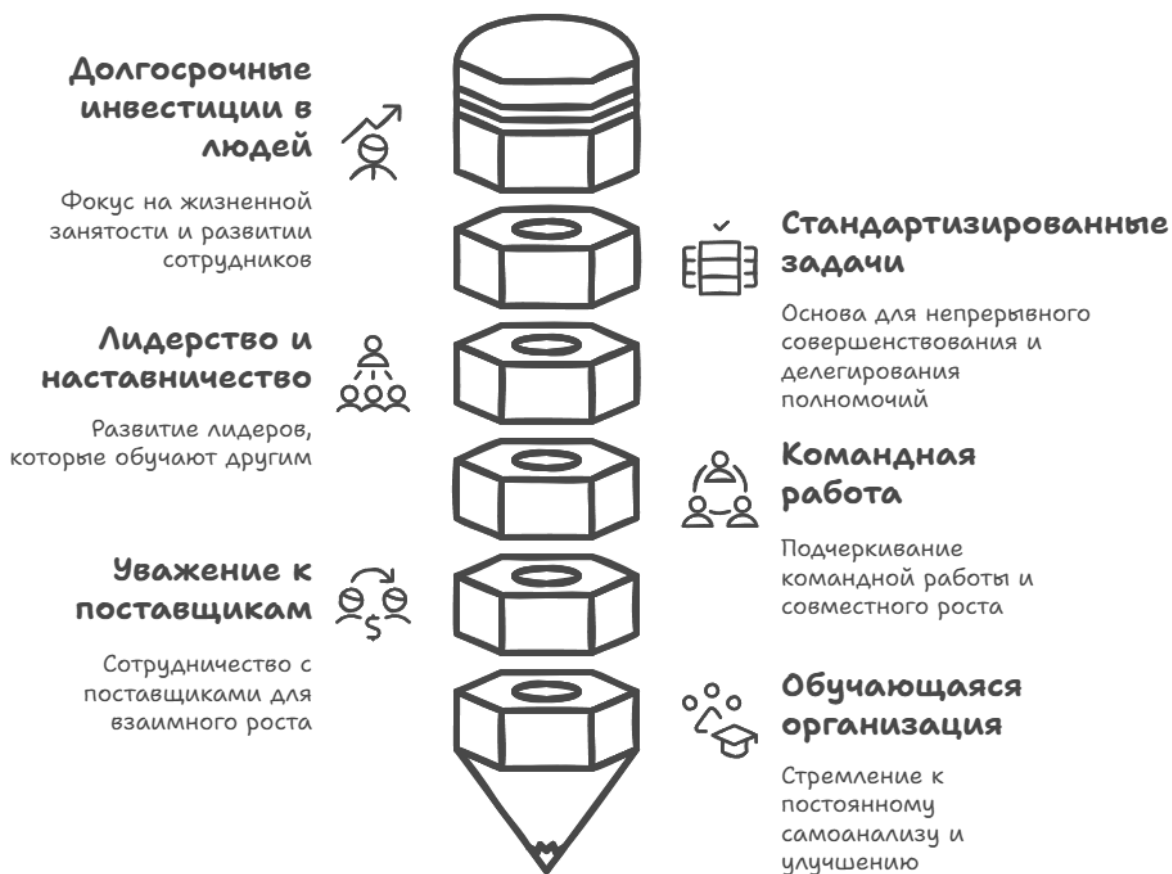 Долгосрочные
инвестиции в
людей
Фокус на жизненной
занятости и развитии
сотрудников
Стандартизированные
задачи
Основа для непрерывного
совершенствования и
делегирования
полномочий
Лидерство и
наставничество
Развитие лидеров,
которые обучают другим
Командная
работа
Подчеркивание
командной работы и
совместного роста
Уважение к
поставщикам
Сотрудничество с
поставщиками для
взаимного роста
$
Обучающаяся
организация
Стремление к
постоянному
самоанализу и
улучшению